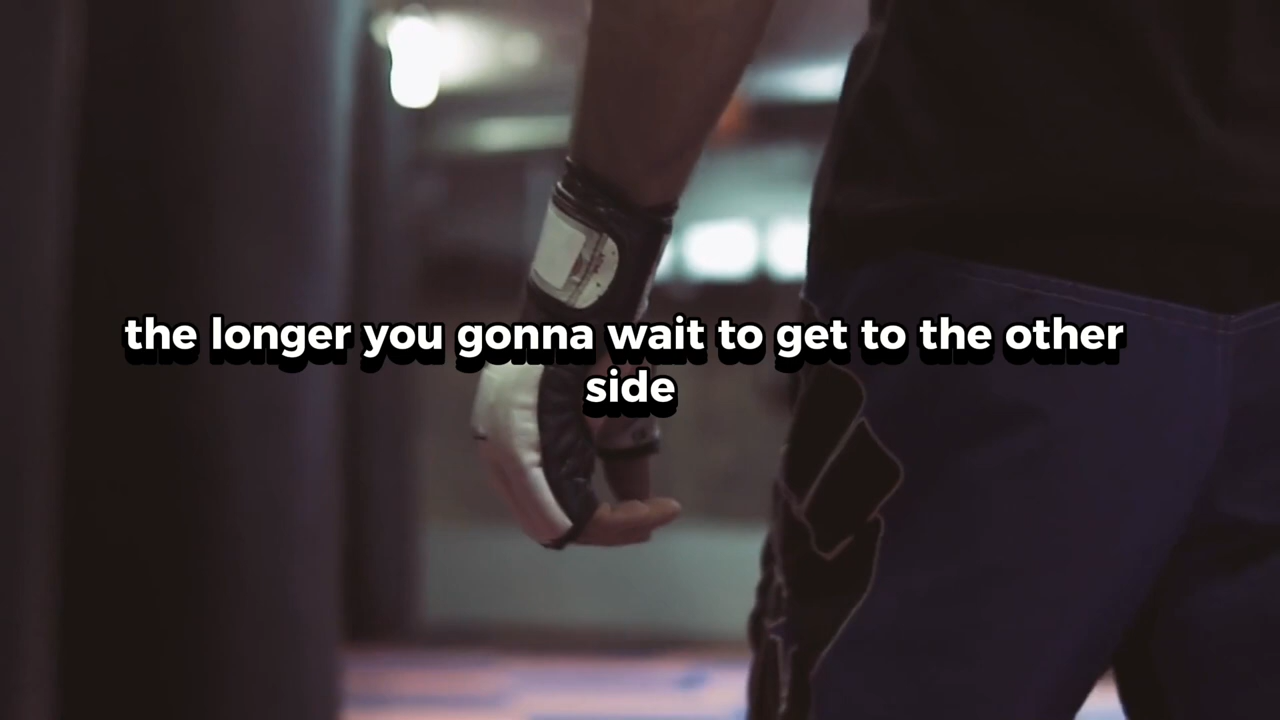 the longer you gonna wait to get to the other
side